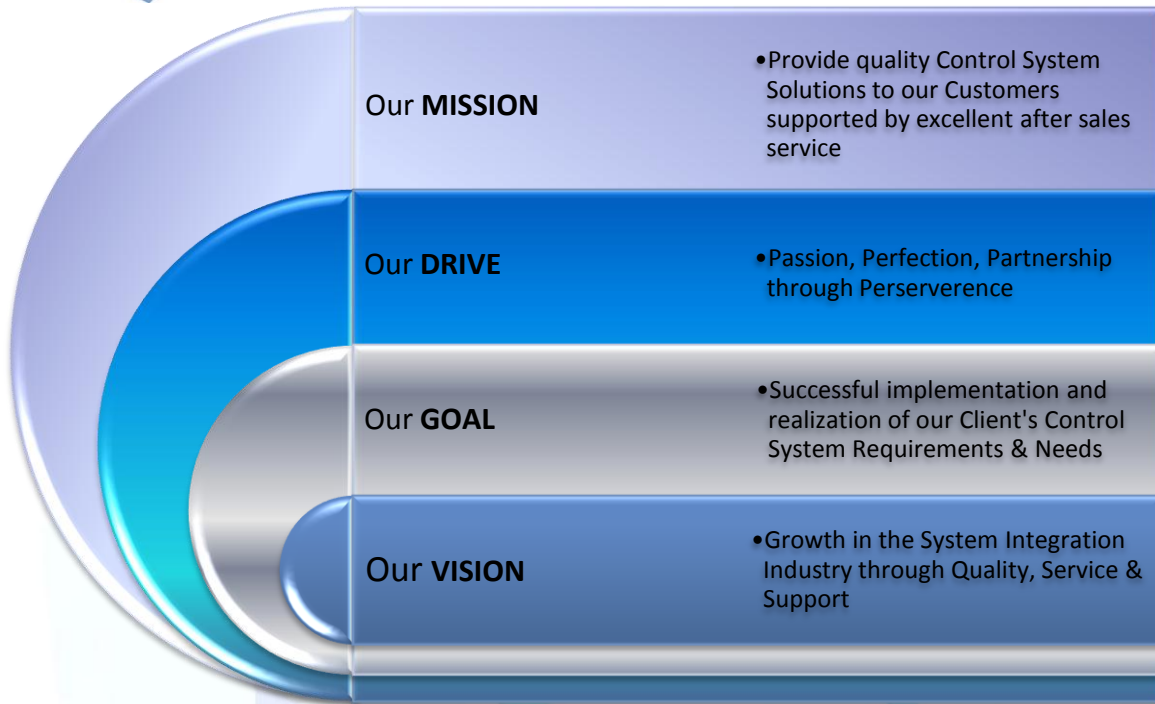 Our MISSION
•Provide quality Control System
Solutions to our Customers
supported by excellent after sales
service
Our DRIVE
•Passion, Perfection, Partnership
through Perserverence
Our GOAL
•Successful implementation and
realization of our Client's Control
System Requirements & Needs
Our VISION
•Growth in the System Integration
Industry through Quality, Service &
Support